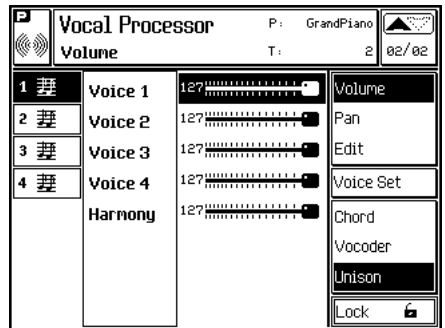 P Vocal Processor P: GrandPiano
Volume T: 2 02/02
1 Voice 1 127 Volume
2 Voice 2 127 Pan
3 Voice 3 127 Edit
4 Voice 4 127 Voice Set
Harmony 127 Chord
Vocoder
Unison
Lock